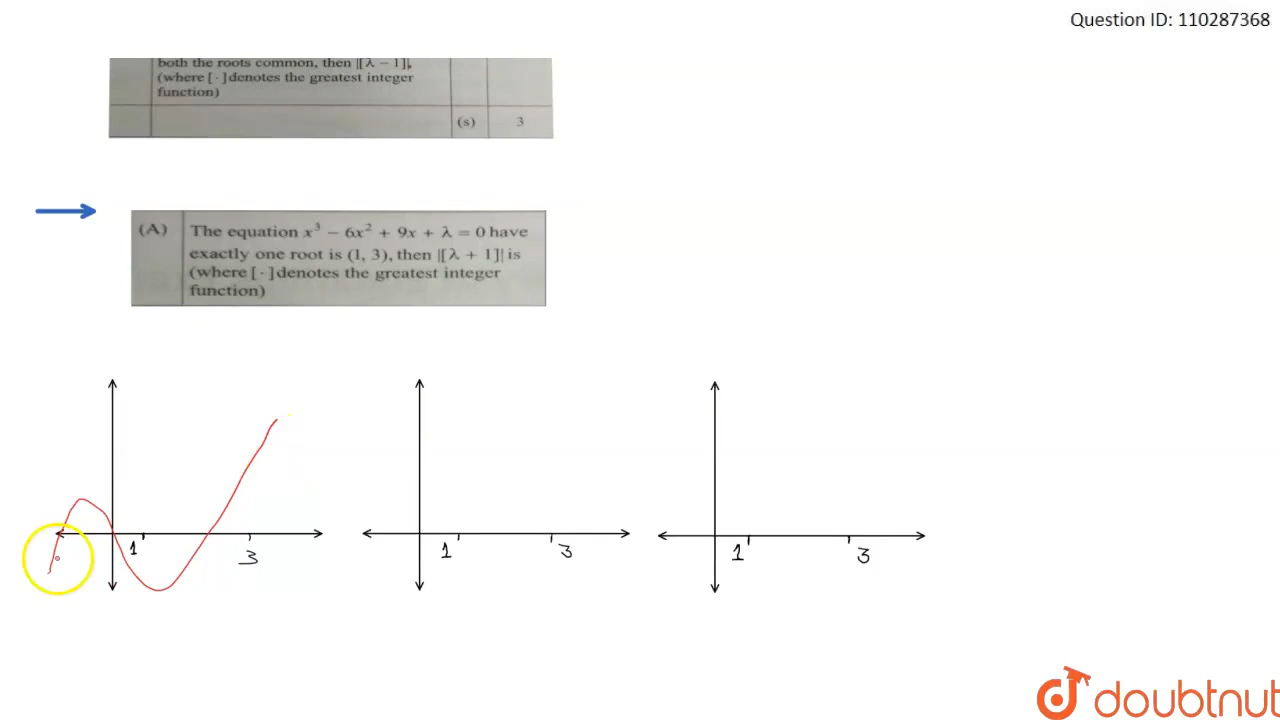 Question ID: 110287368
both the roots common, then |[λ − 1]|,
(where [ · ] denotes the greatest integer
function)
(s) 3
(A) The equation x³ − 6x² + 9x + λ = 0 have
exactly one root is (1, 3), then |[λ + 1]| is
(where [ · ] denotes the greatest integer
function)
1 3 1 3 1 3
doubtnut